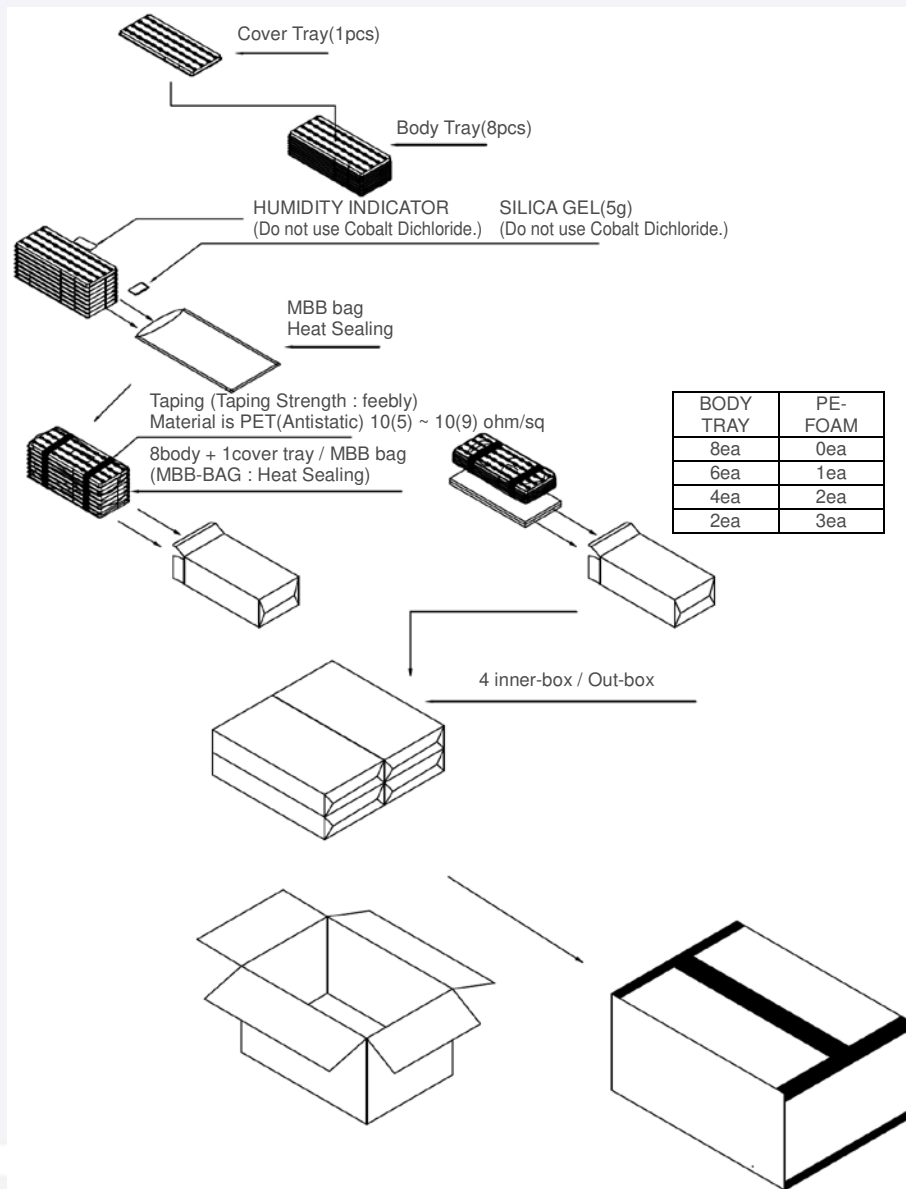 Cover Tray(1pcs)
Body Tray(8pcs)
HUMIDITY INDICATOR
(Do not use Cobalt Dichloride.)
SILICA GEL(5g)
(Do not use Cobalt Dichloride.)
MBB bag
Heat Sealing
Taping (Taping Strength : feebly)
Material is PET(Antistatic) 10(5) ~ 10(9) ohm/sq
8body + 1cover tray / MBB bag
(MBB-BAG : Heat Sealing)
BODY PE-
TRAY FOAM
8ea 0ea
6ea 1ea
4ea 2ea
2ea 3ea
4 inner-box / Out-box